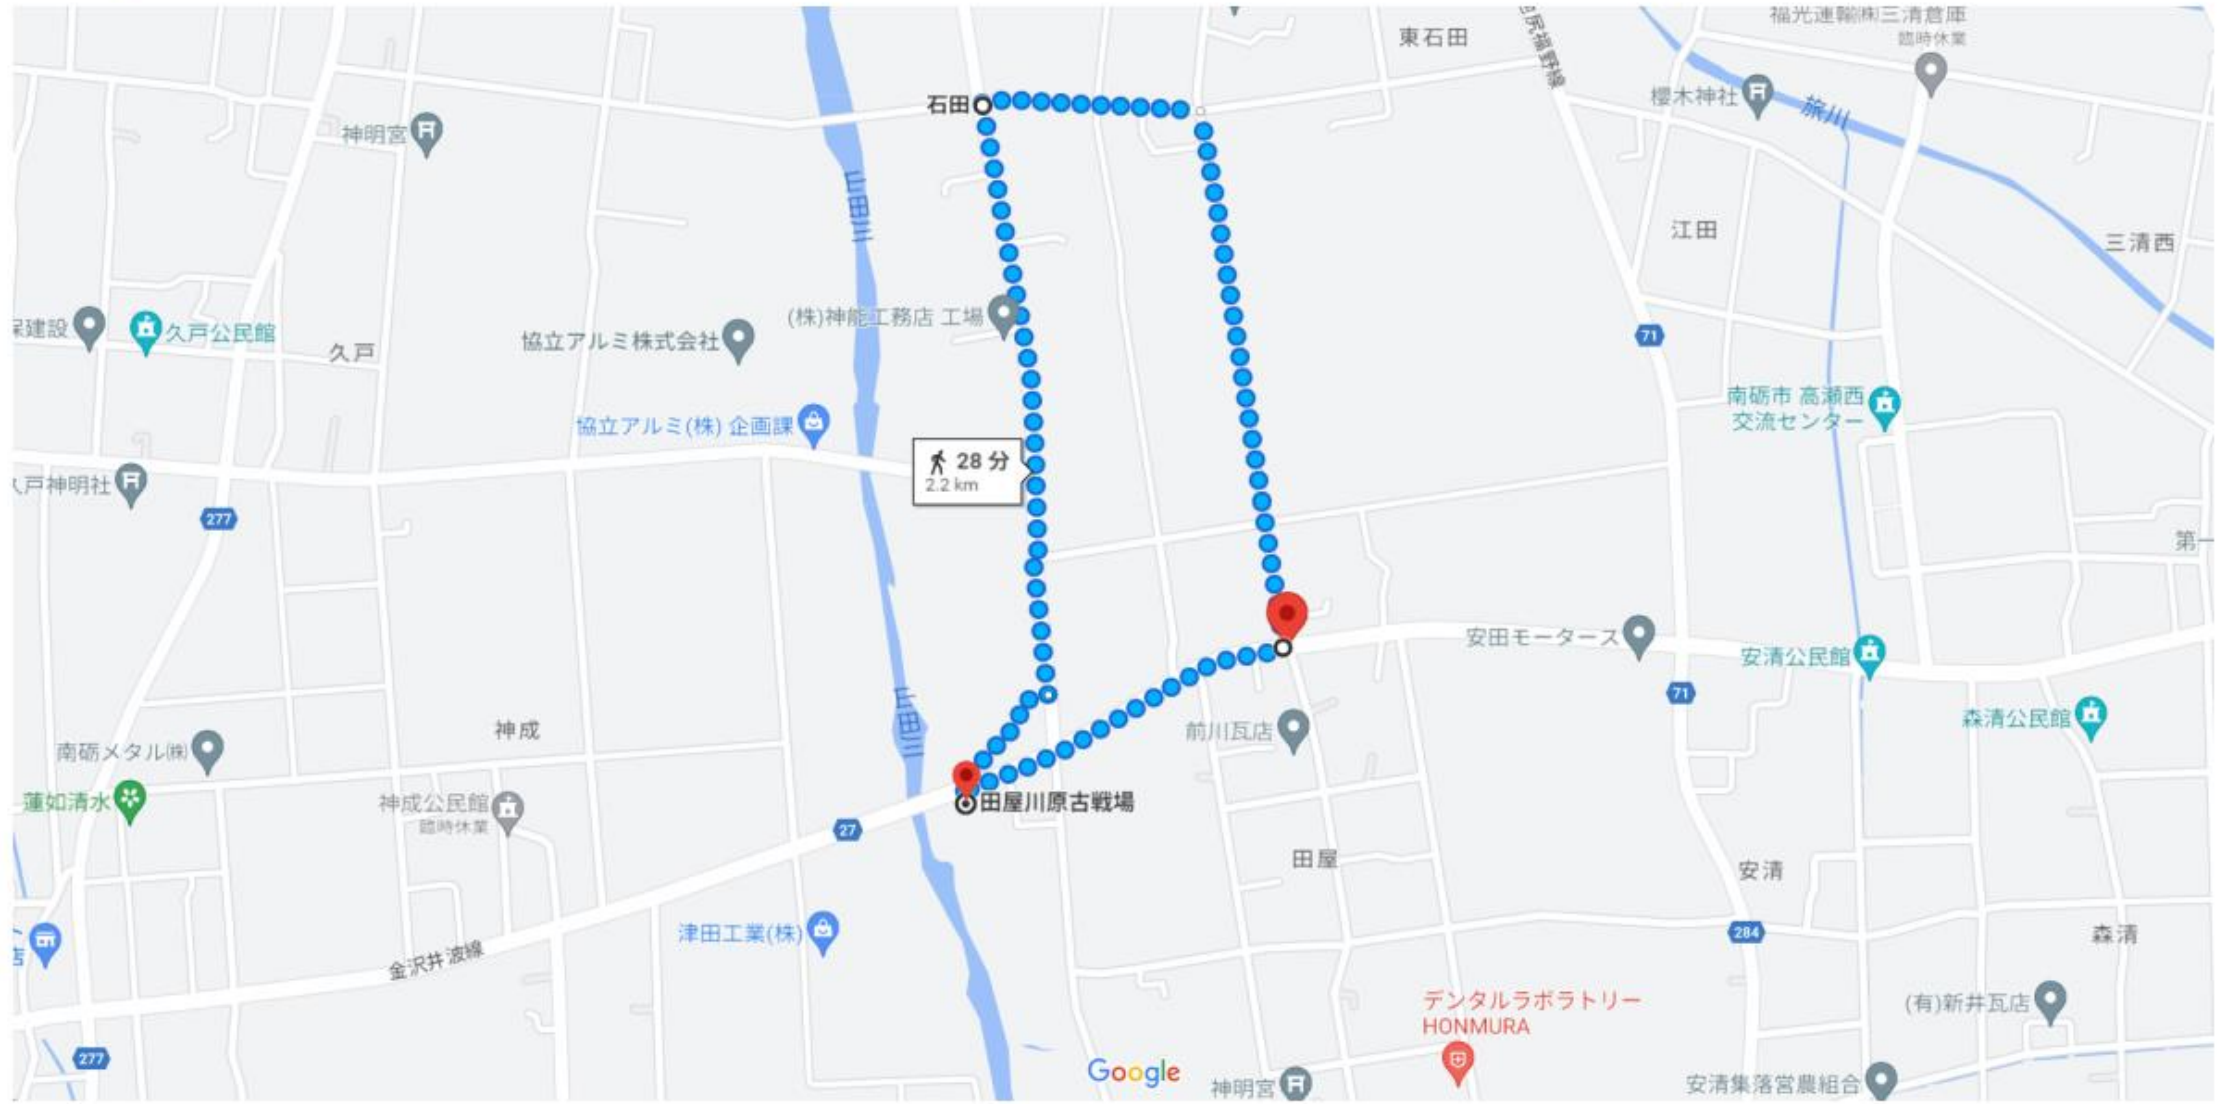 福光運輸㈱三清倉庫
臨時休業
東石田
尻福野線
櫻木神社
旅川
石田
神明宮
山田川
江田
三清西
(株)神能工務店 工場
保建設
久戸公民館
久戸
協立アルミ株式会社
71
南砺市 高瀬西
交流センター
協立アルミ(株) 企画課
28 分
2.2 km
久戸神明社
277
第一
安田モータース
安清公民館
71
山田川
森清公民館
神成
前川瓦店
南砺メタル㈱
蓮如清水
神成公民館
臨時休業
田屋川原古戦場
27
田屋
安清
284
津田工業(株)
森清
店
金沢井波線
デンタルラボラトリー
HONMURA
(有)新井瓦店
277
Google
神明宮
安清集落営農組合